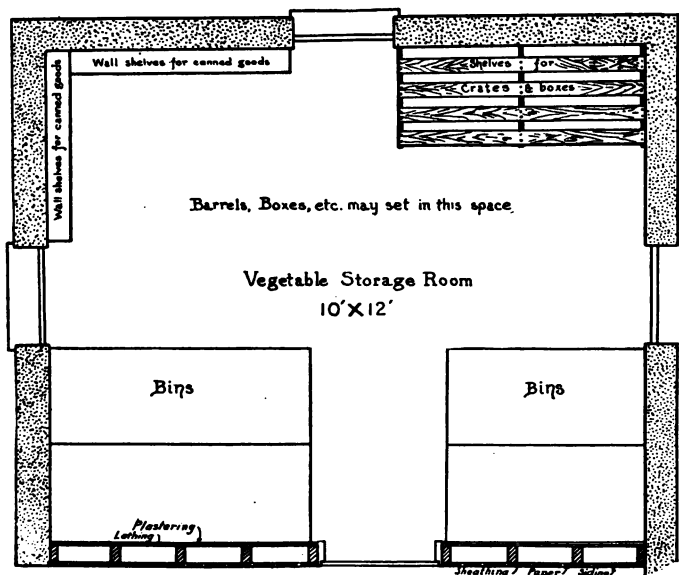 Wall shelves for canned goods
Shelves for
Crates & boxes
Wall shelves for canned goods
Barrels, Boxes, etc. may set in this space
Vegetable Storage Room
10'X12'
Bins
Bins
Plastering
Lathing
Sheathing Paper Siding